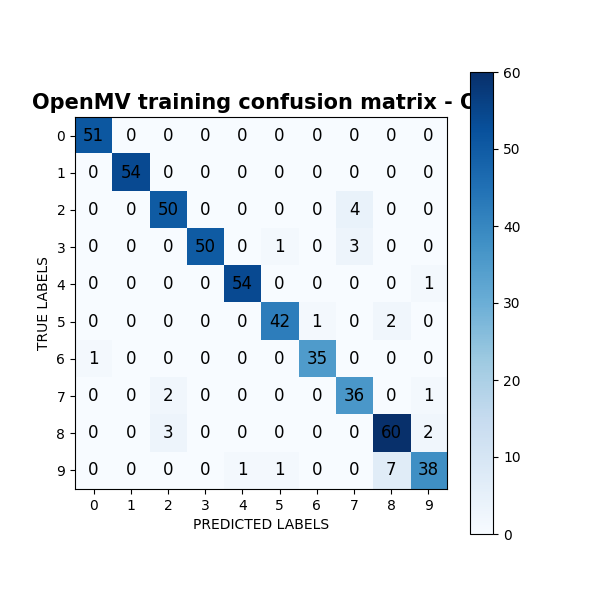 OpenMV training confusion matrix -
0 51 0 0 0 0 0 0 0 0 0
1 0 54 0 0 0 0 0 0 0 0
2 0 0 50 0 0 0 0 4 0 0
3 0 0 0 50 0 1 0 3 0 0
4 0 0 0 0 54 0 0 0 0 1
5 0 0 0 0 0 42 1 0 2 0
6 1 0 0 0 0 0 35 0 0 0
7 0 0 2 0 0 0 0 36 0 1
8 0 0 3 0 0 0 0 0 60 2
9 0 0 0 0 1 1 0 0 7 38
0 1 2 3 4 5 6 7 8 9
PREDICTED LABELS
TRUE LABELS
60
50
40
30
20
10
0